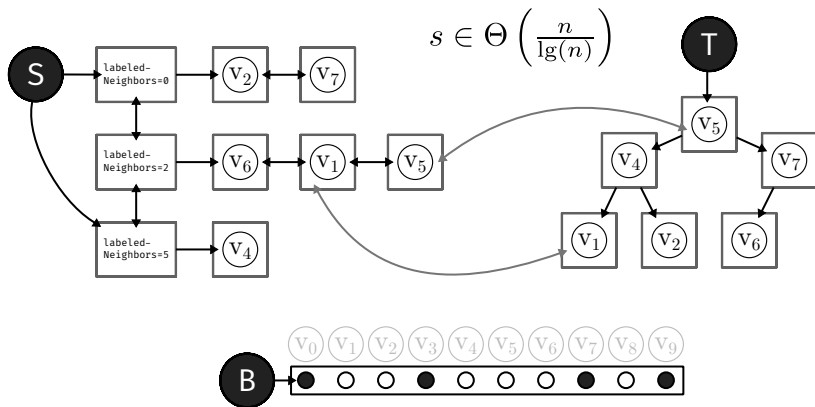 s ∈ Θ ( n / lg(n) )
S
labeled-
Neighbors=0
v₂
v₇
labeled-
Neighbors=2
v₆
v₁
v₅
labeled-
Neighbors=5
v₄
T
v₅
v₄
v₇
v₁
v₂
v₆
B
v₀ v₁ v₂ v₃ v₄ v₅ v₆ v₇ v₈ v₉